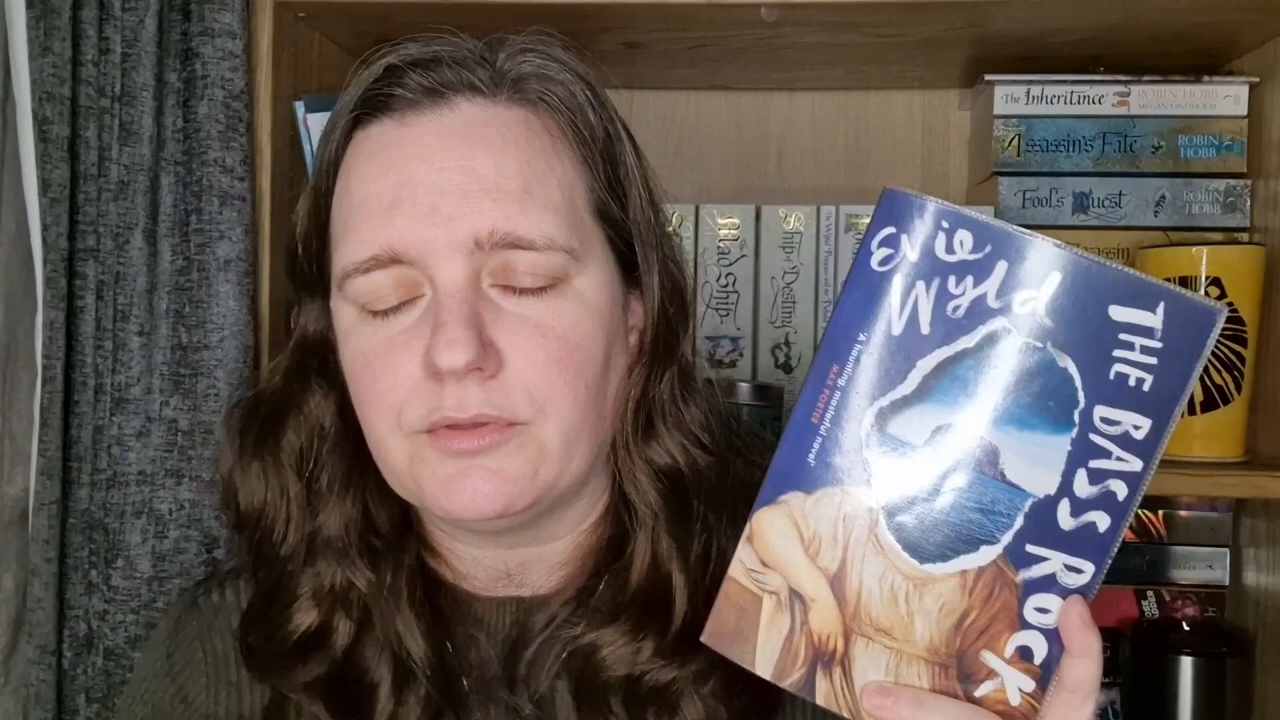 The Inheritance ROBIN HOBB
MEGAN LINDHOLM
Assassin's Fate ROBIN
HOBB
Fool's Quest ROBIN
HOBB
Assassin
Mad Ship
Ship of Destiny
Evie
Wyld
THE BASS ROCK
'A haunting, masterful novel'
MAX PORTER